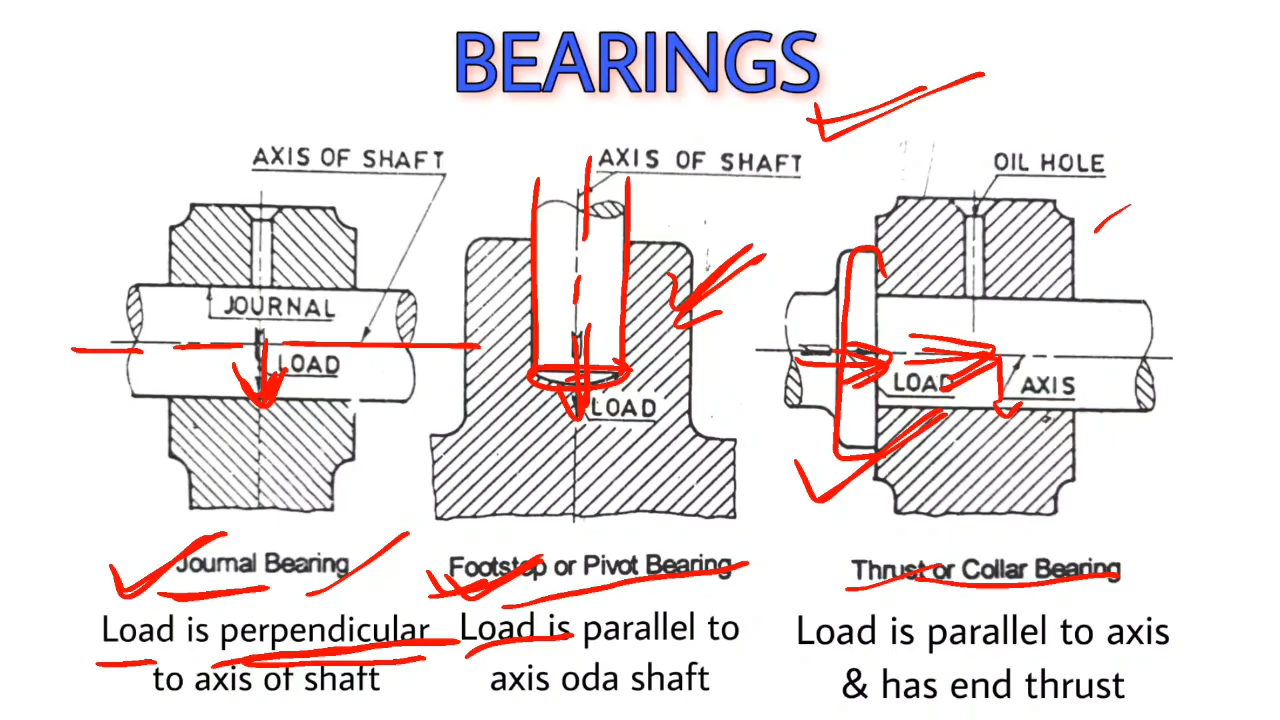 BEARINGS
AXIS OF SHAFT
AXIS OF SHAFT
OIL HOLE
JOURNAL
LOAD
LOAD
LOAD
AXIS
Journal Bearing
Footstep or Pivot Bearing
Thrust or Collar Bearing
Load is perpendicular
to axis of shaft
Load is parallel to
axis oda shaft
Load is parallel to axis
& has end thrust